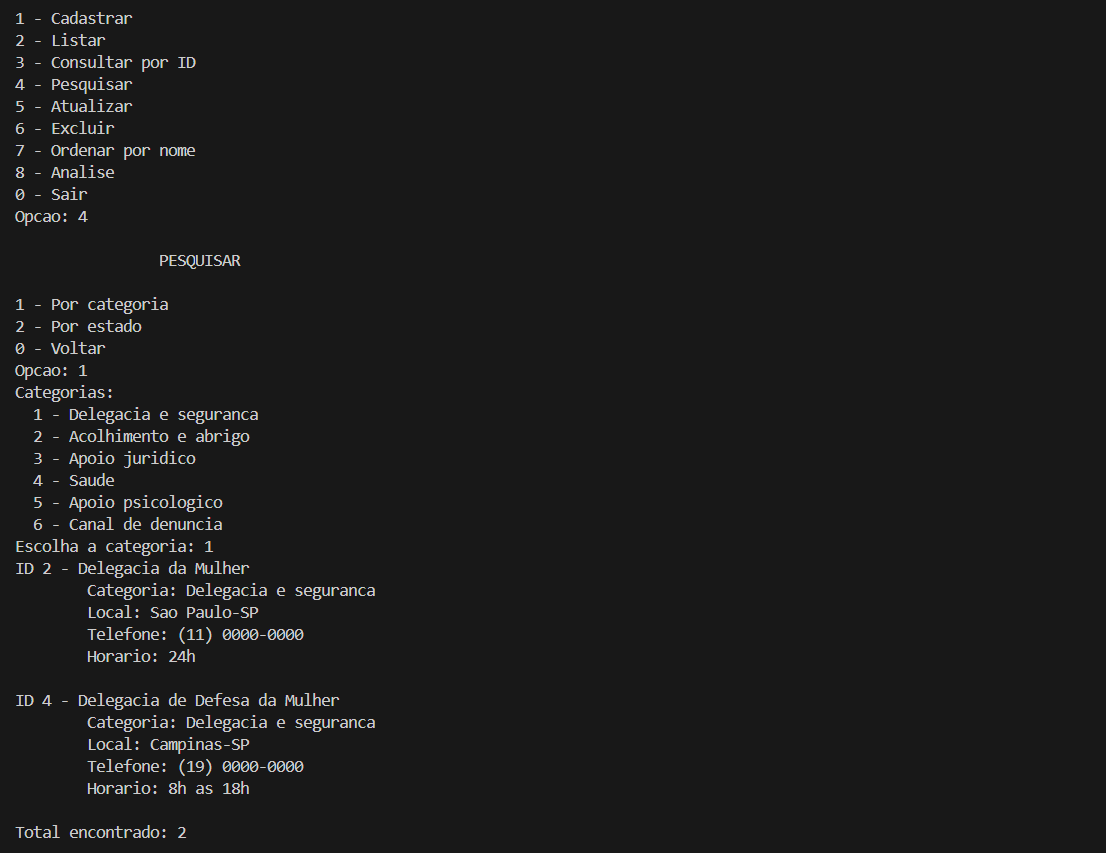 1 - Cadastrar
2 - Listar
3 - Consultar por ID
4 - Pesquisar
5 - Atualizar
6 - Excluir
7 - Ordenar por nome
8 - Analise
0 - Sair
Opcao: 4
PESQUISAR
1 - Por categoria
2 - Por estado
0 - Voltar
Opcao: 1
Categorias:
1 - Delegacia e seguranca
2 - Acolhimento e abrigo
3 - Apoio juridico
4 - Saude
5 - Apoio psicologico
6 - Canal de denuncia
Escolha a categoria: 1
ID 2 - Delegacia da Mulher
Categoria: Delegacia e seguranca
Local: Sao Paulo-SP
Telefone: (11) 0000-0000
Horario: 24h
ID 4 - Delegacia de Defesa da Mulher
Categoria: Delegacia e seguranca
Local: Campinas-SP
Telefone: (19) 0000-0000
Horario: 8h as 18h
Total encontrado: 2